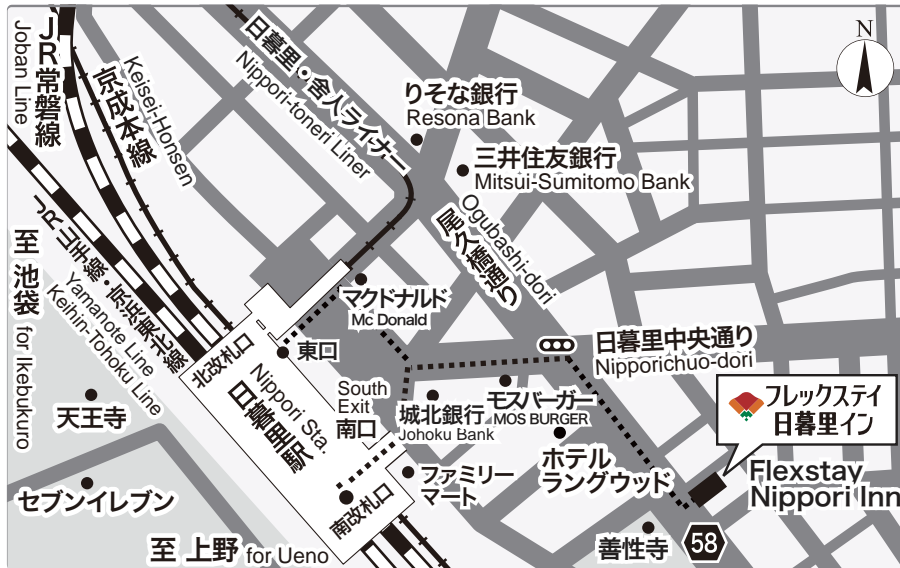 N
JR常磐線
Joban Line
京成本線
Keisei-Honsen
日暮里・舎人ライナー
Nippori-toneri Liner
りそな銀行
Resona Bank
三井住友銀行
Mitsui-Sumitomo Bank
尾久橋通り
Ogubashi-dori
JR山手線・京浜東北線
Yamanote Line
Keihin-Tohoku Line
至 池袋 for Ikebukuro
マクドナルド
Mc Donald
日暮里中央通り
Nipporichuo-dori
東口
北改札口
日暮里駅
Nippori Sta.
South
Exit
南口
城北銀行
Johoku Bank
モスバーガー
MOS BURGER
フレックステイ
日暮里イン
Flexstay
Nippori Inn
天王寺
セブンイレブン
ファミリー
マート
ホテル
ラングウッド
南改札口
善性寺
58
至 上野 for Ueno